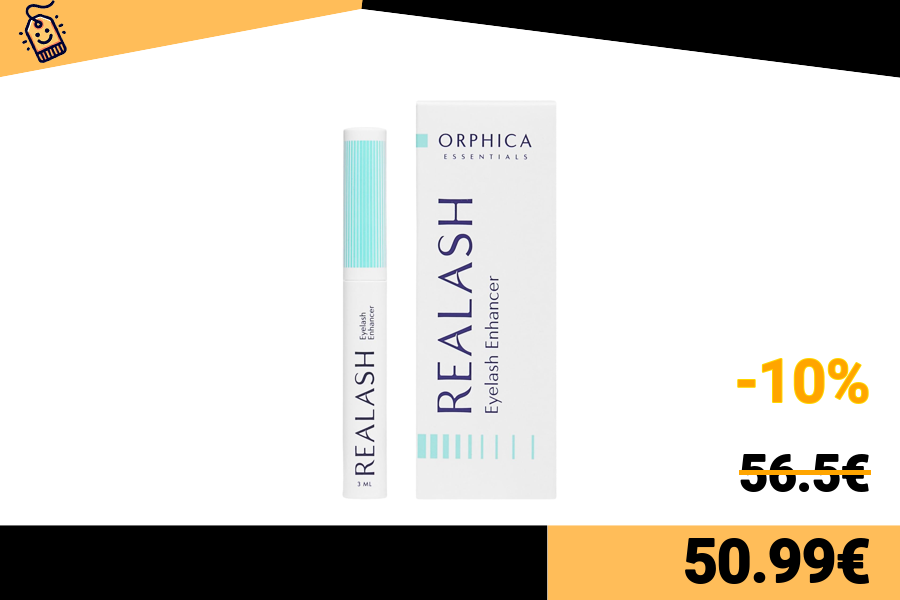 ORPHICA
ESSENTIALS
REALASH
Eyelash Enhancer
REALASH
Eyelash
Enhancer
3 ML
-10%
56.5€
50.99€